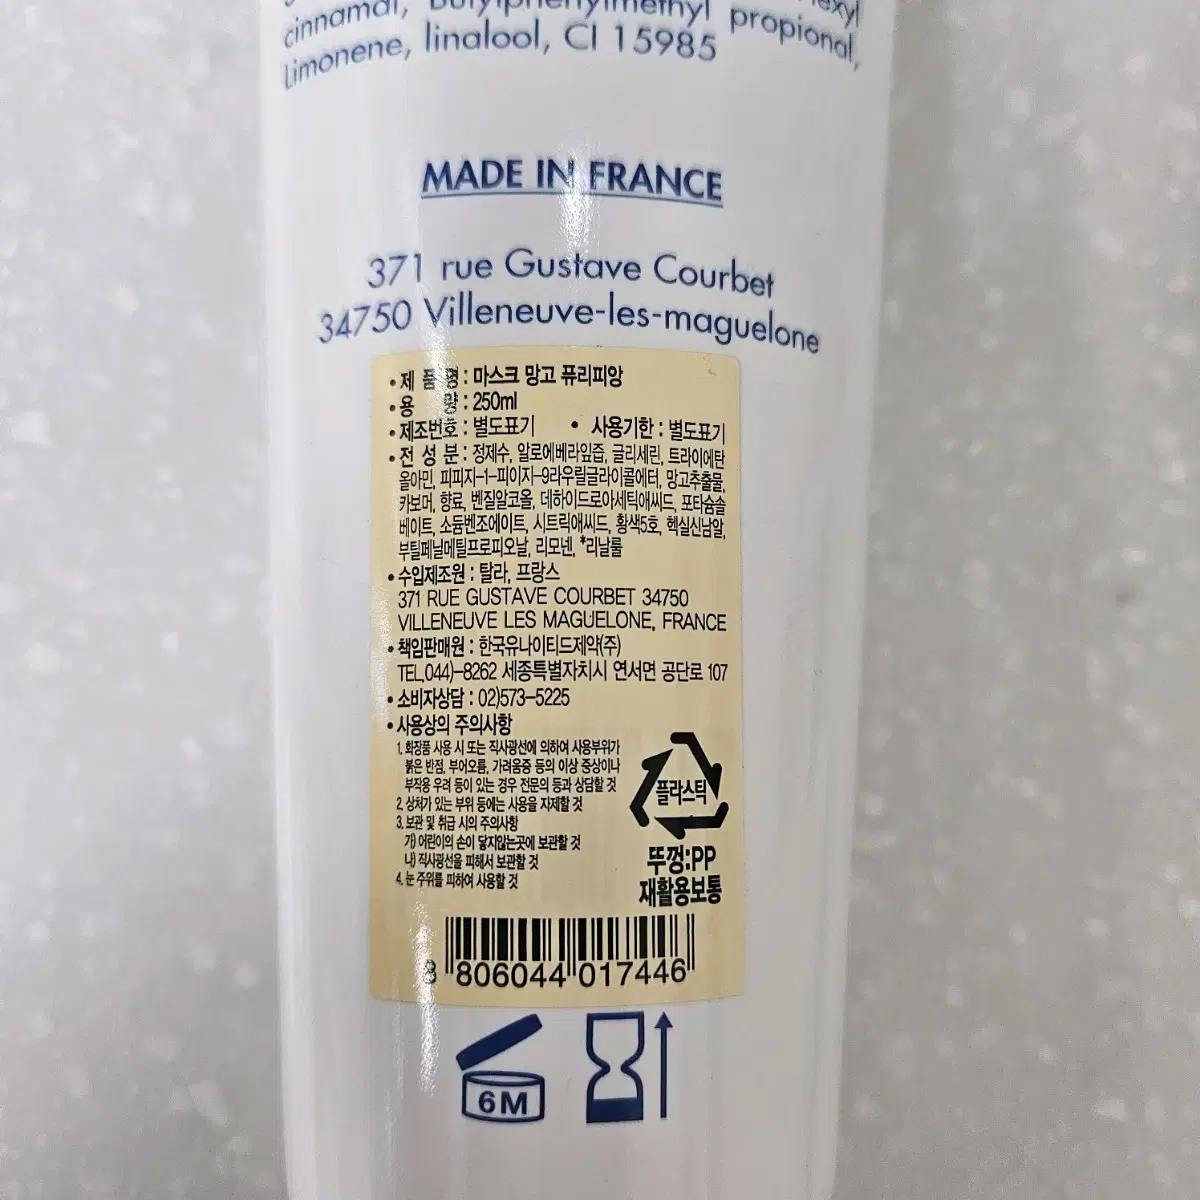 cinnamal, Butylphenylmethyl propional,
Limonene, linalool, CI 15985
MADE IN FRANCE
371 rue Gustave Courbet
34750 Villeneuve-les-maguelone
• 제 품 명 : 마스크 망고 퓨리피앙
• 용 량 : 250ml
• 제조번호 : 별도표기 • 사용기한 : 별도표기
• 전 성 분 : 정제수, 알로에베라잎즙, 글리세린, 트라이에탄
올아민, 피피지-1-피이지-9라우릴글라이콜에터, 망고추출물,
카보머, 향료, 벤질알코올, 데하이드로아세틱애씨드, 포타슘솔
베이트, 소듐벤조에이트, 시트릭애씨드, 황색5호, 헥실신남알,
부틸페닐메틸프로피오날, 리모넨, *리날룰
• 수입제조원 : 탈라, 프랑스
371 RUE GUSTAVE COURBET 34750
VILLENEUVE LES MAGUELONE, FRANCE
• 책임판매원 : 한국유나이티드제약(주)
TEL.044)-8262 세종특별자치시 연서면 공단로 107
• 소비자상담 : 02)573-5225
• 사용상의 주의사항
1. 화장품 사용 시 또는 직사광선에 의하여 사용부위가
붉은 반점, 부어오름, 가려움증 등의 이상 증상이나
부작용 우려 등이 있는 경우 전문의 등과 상담할 것
2. 상처가 있는 부위 등에는 사용을 자제할 것
3. 보관 및 취급 시의 주의사항
가) 어린이의 손이 닿지않는곳에 보관할 것
나) 직사광선을 피해서 보관할 것
4. 눈 주위를 피하여 사용할 것
플라스틱
뚜껑:PP
재활용보통
8 806044 017446
6M